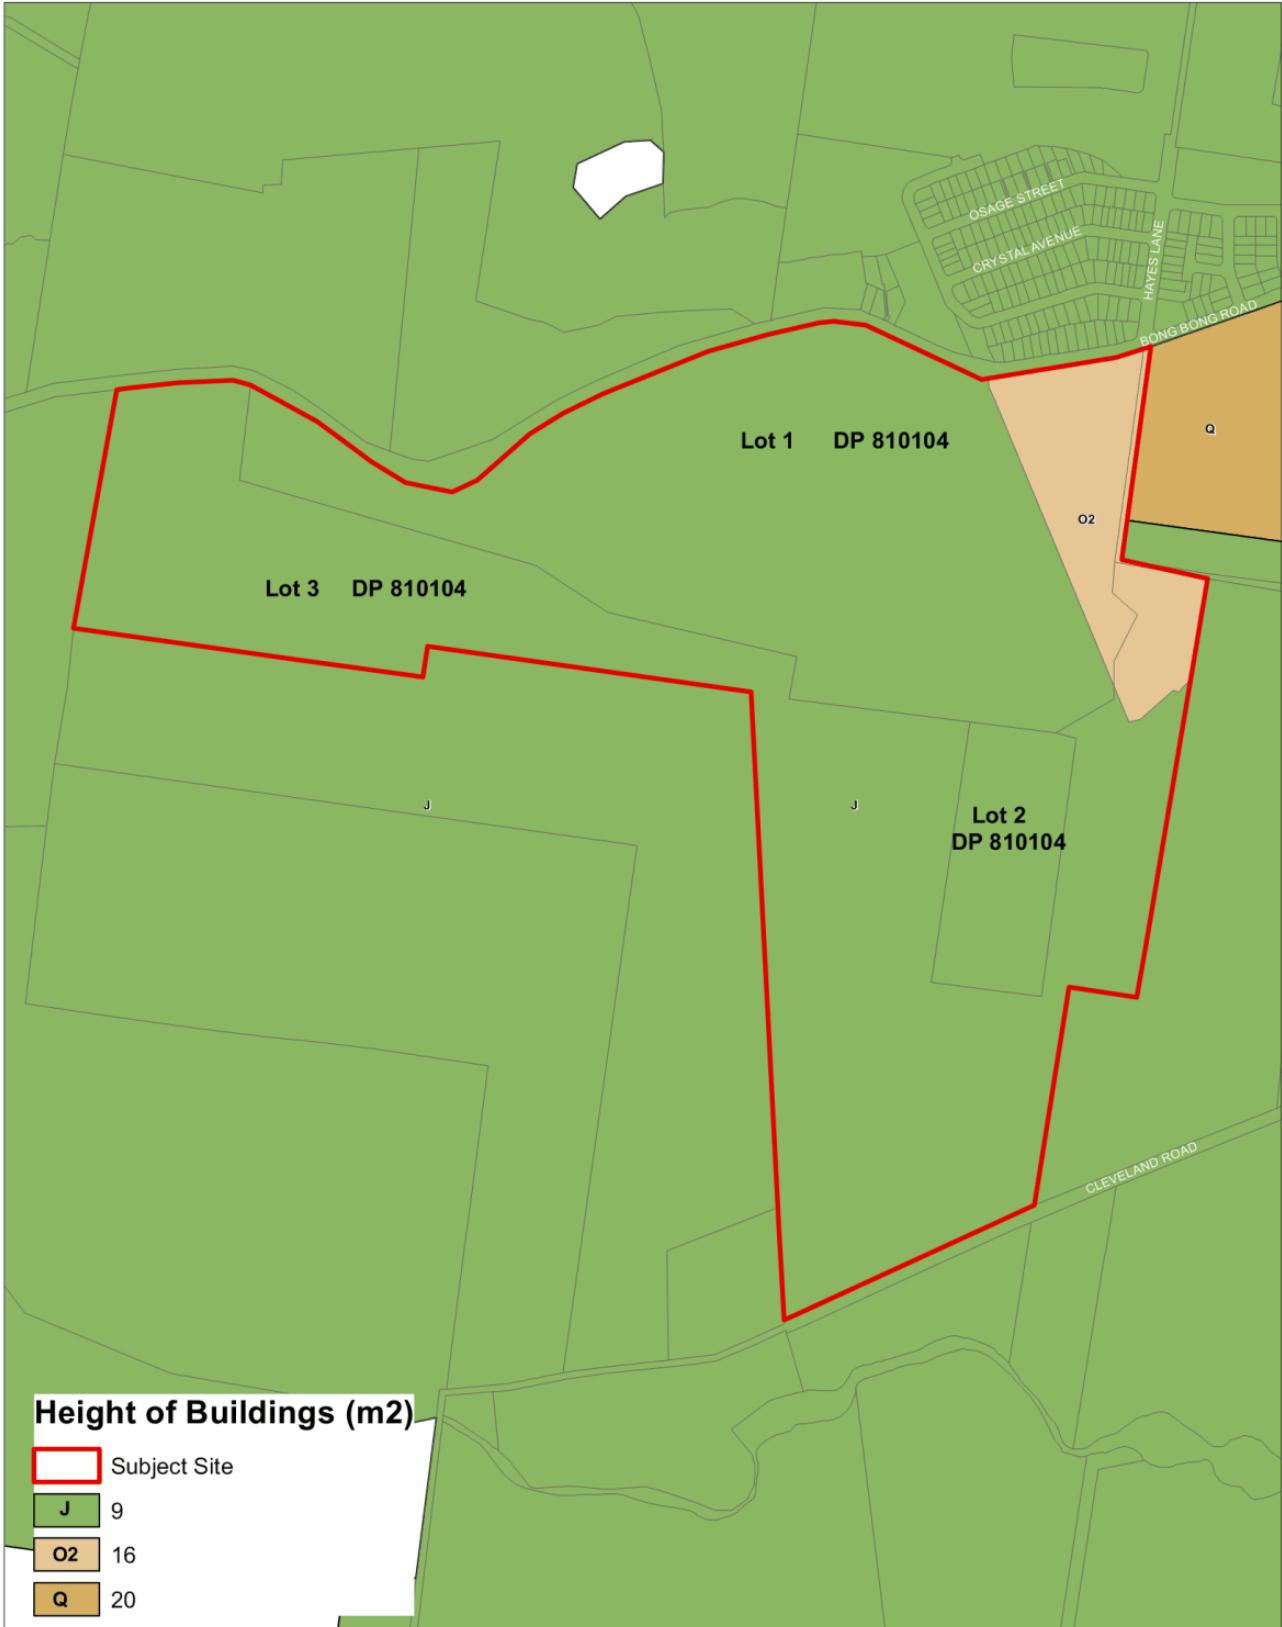 OSAGE STREET
CRYSTAL AVENUE
HAYES LANE
BONG BONG ROAD
Q
Lot 1 DP 810104
O2
Lot 3 DP 810104
J
J
Lot 2
DP 810104
CLEVELAND ROAD
Height of Buildings (m2)
Subject Site
J 9
O2 16
Q 20